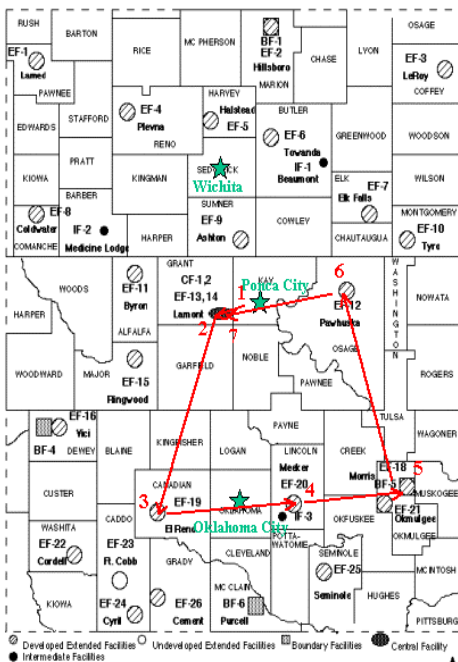 RUSH
BARTON
EF-1
Larned
PAWNEE
RICE
MC PHERSON
BF-1
EF-2
Hillsboro
MARION
CHASE
LYON
OSAGE
EF-3
LeRoy
COFFEY
EDWARDS
STAFFORD
EF-4
Plevna
RENO
HARVEY
Halstead
EF-5
BUTLER
EF-6
Towanda
IF-1
Beaumont
GREENWOOD
WOODSON
PRATT
KIOWA
BARBER
KINGMAN
SEDGWICK
Wichita
ELK
EF-7
Elk Falls
WILSON
EF-8
Coldwater
COMANCHE
IF-2
Medicine Lodge
HARPER
SUMNER
EF-9
Ashton
COWLEY
CHAUTAUQUA
MONTGOMERY
EF-10
Tyro
WOODS
HARPER
EF-11
Byron
ALFALFA
GRANT
CF-1,2
EF-13, 14
Lamont
KAY
Ponca City
1
2
7
6
EF-12
Pawhuska
OSAGE
WASHINGTON
NOWATA
WOODWARD
MAJOR
EF-15
Ringwood
GARFIELD
NOBLE
PAWNEE
ROGERS
EF-16
Vici
BF-4
DEWEY
BLAINE
KINGFISHER
LOGAN
PAYNE
LINCOLN
Meeker
EF-20
CREEK
TULSA
WAGONER
EF-18
Morris
BF-5
5
MUSKOGEE
CUSTER
CANADIAN
3
EF-19
El Reno
OKLAHOMA
Oklahoma City
4
IF-3
POTTA-
WATOMIE
OKFUSKEE
EF-21
Okmulgee
OKMULGEE
WASHITA
EF-22
Cordell
CADDO
EF-23
Ft. Cobb
GRADY
CLEVELAND
SEMINOLE
EF-25
Seminole
HUGHES
MCINTOSH
KIOWA
EF-24
Cyril
EF-26
Cement
MC CLAIN
BF-6
Purcell
PITTSBURG
Developed Extended Facilities
Undeveloped Extended Facilities
Boundary Facilities
Central Facility
Intermediate Facilities